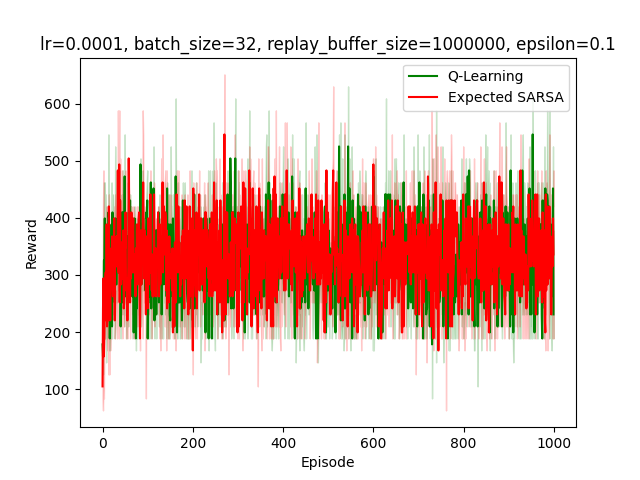 lr=0.0001, batch_size=32, replay_buffer_size=1000000, epsilon=0.1
Q-Learning
Expected SARSA
600
500
400
300
200
100
Reward
0
200
400
600
800
1000
Episode